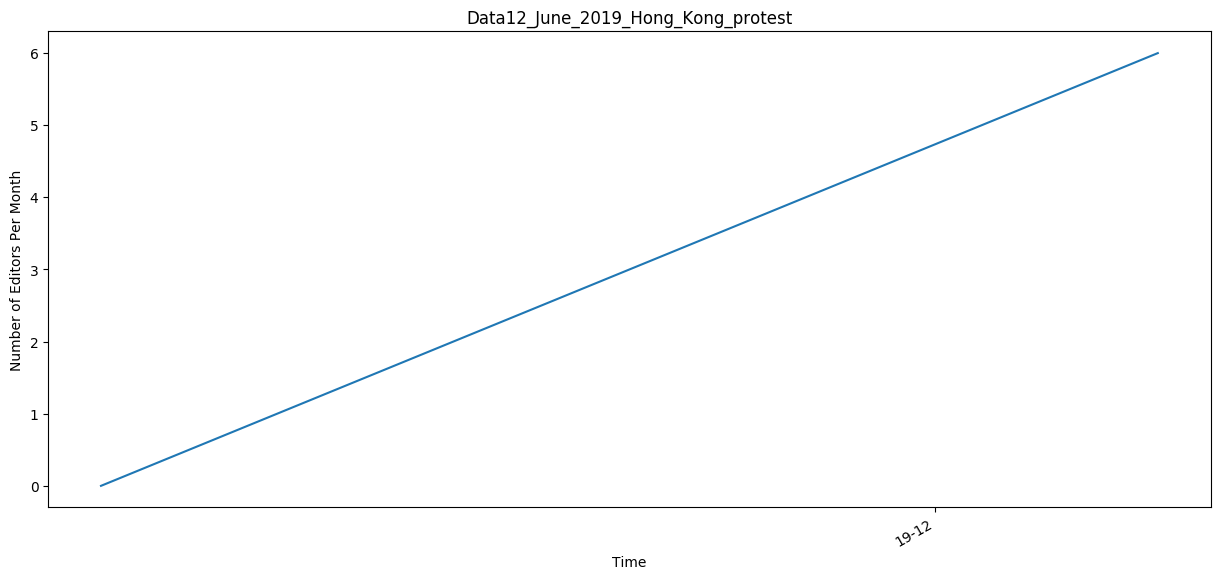 Data12_June_2019_Hong_Kong_protest
6
5
4
3
2
1
0
Number of Editors Per Month
19-12
Time